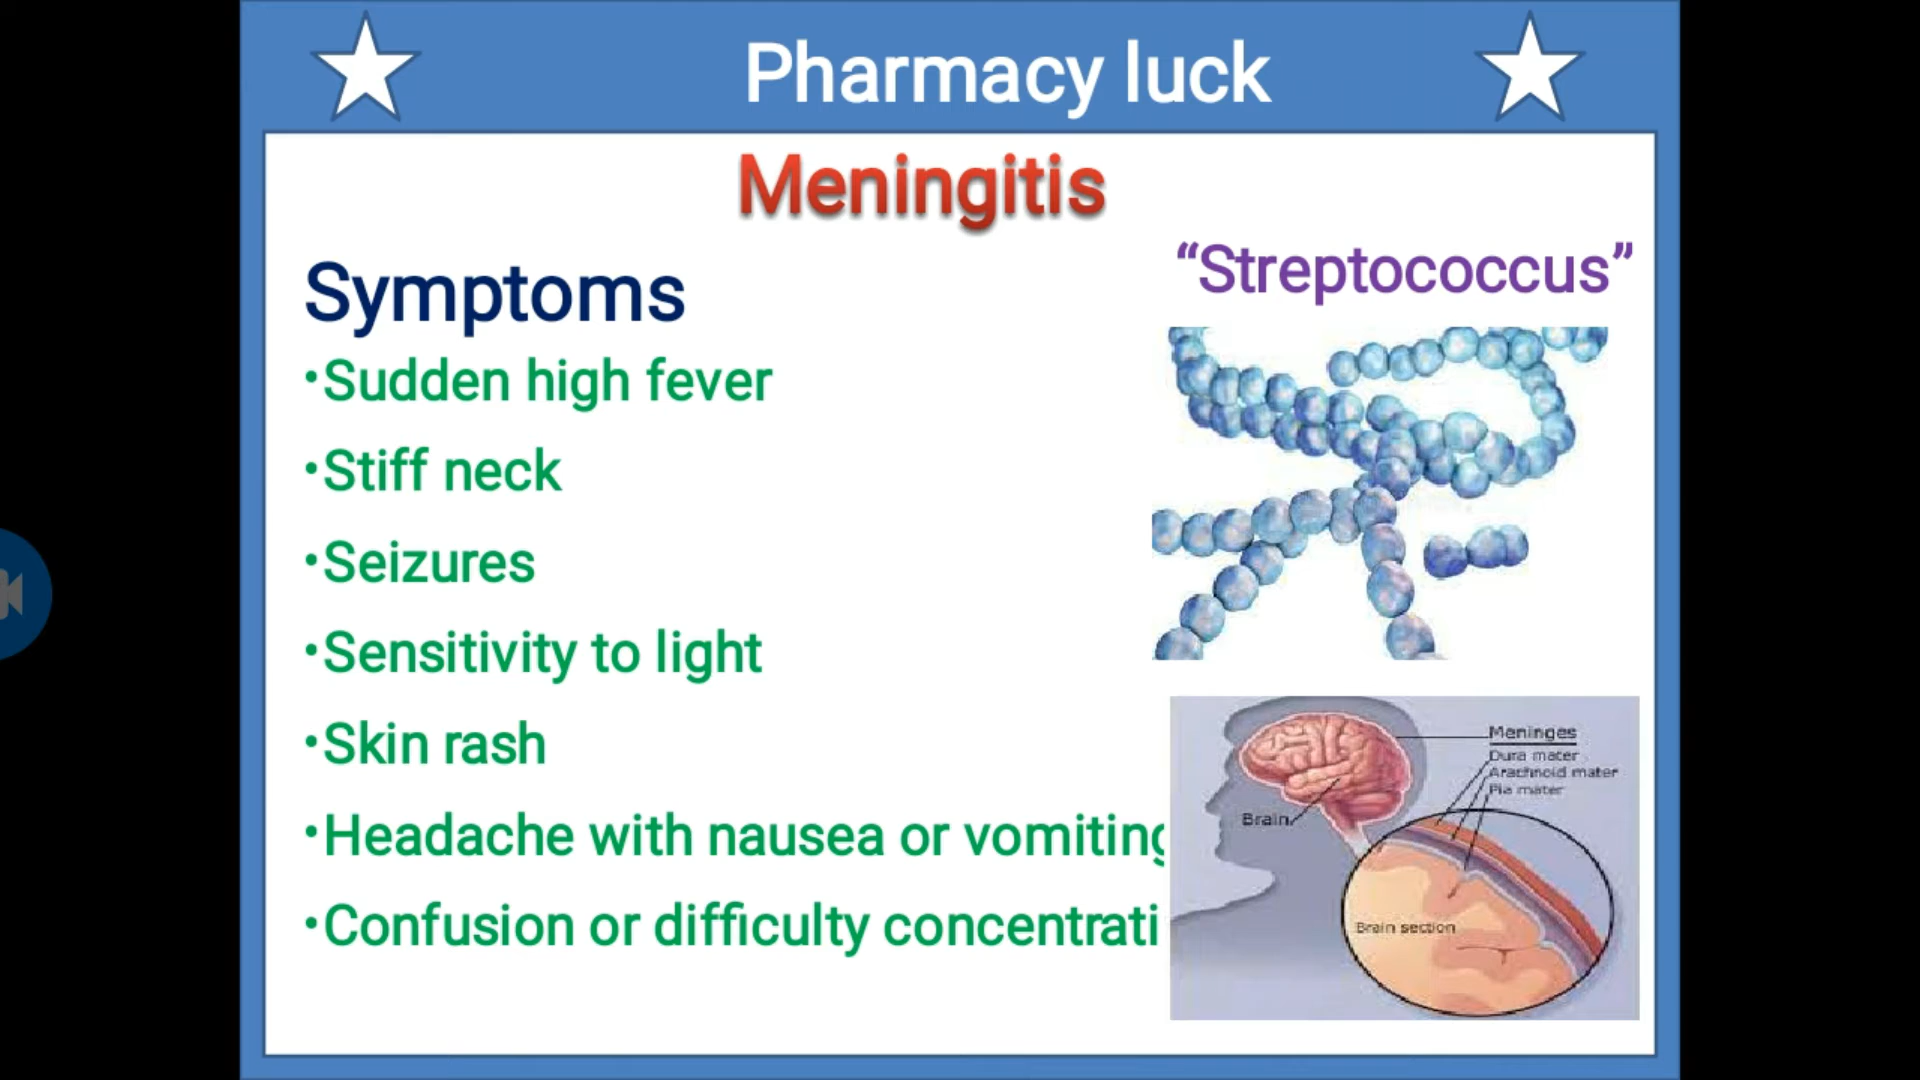 Pharmacy luck
Meningitis
Symptoms
“Streptococcus”
•Sudden high fever
•Stiff neck
•Seizures
•Sensitivity to light
•Skin rash
•Headache with nausea or vomiting
•Confusion or difficulty concentrati
Meninges
Dura mater
Arachnoid mater
Pia mater
Brain
Brain section